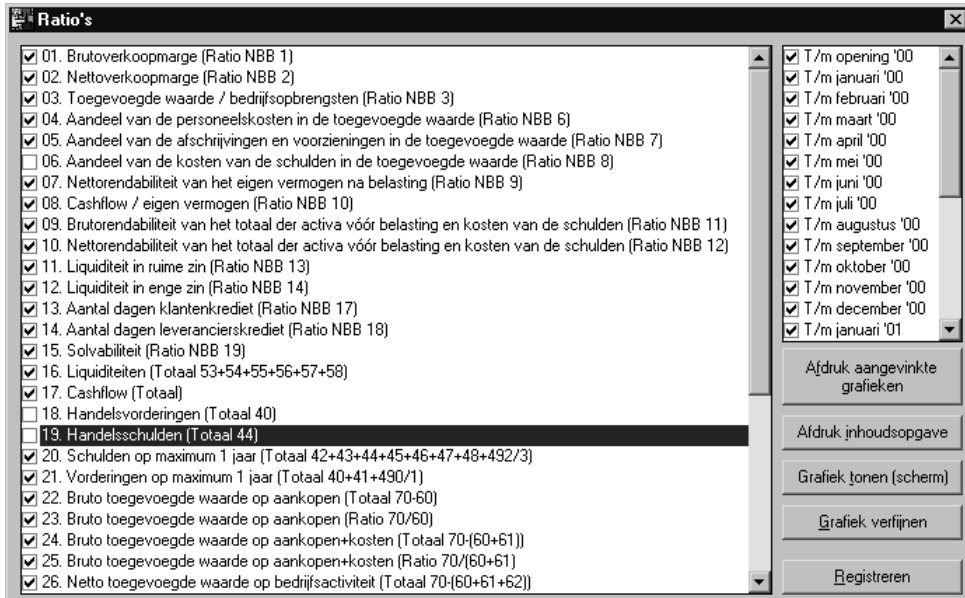 Ratio's
01. Brutoverkoopmarge (Ratio NBB 1)
02. Nettoverkoopmarge (Ratio NBB 2)
03. Toegevoegde waarde / bedrijfsopbrengsten (Ratio NBB 3)
04. Aandeel van de personeelskosten in de toegevoegde waarde (Ratio NBB 6)
05. Aandeel van de afschrijvingen en voorzieningen in de toegevoegde waarde (Ratio NBB 7)
06. Aandeel van de kosten van de schulden in de toegevoegde waarde (Ratio NBB 8)
07. Nettorendabiliteit van het eigen vermogen na belasting (Ratio NBB 9)
08. Cashflow / eigen vermogen (Ratio NBB 10)
09. Brutorendabiliteit van het totaal der activa vóór belasting en kosten van de schulden (Ratio NBB 11)
10. Nettorendabiliteit van het totaal der activa vóór belasting en kosten van de schulden (Ratio NBB 12)
11. Liquiditeit in ruime zin (Ratio NBB 13)
12. Liquiditeit in enge zin (Ratio NBB 14)
13. Aantal dagen klantenkrediet (Ratio NBB 17)
14. Aantal dagen leverancierskrediet (Ratio NBB 18)
15. Solvabiliteit (Ratio NBB 19)
16. Liquiditeiten (Totaal 53+54+55+56+57+58)
17. Cashflow (Totaal)
18. Handelsvorderingen (Totaal 40)
19. Handelsschulden (Totaal 44)
20. Schulden op maximum 1 jaar (Totaal 42+43+44+45+46+47+48+492/3)
21. Vorderingen op maximum 1 jaar (Totaal 40+41+490/1)
22. Bruto toegevoegde waarde op aankopen (Totaal 70-60)
23. Bruto toegevoegde waarde op aankopen (Ratio 70/60)
24. Bruto toegevoegde waarde op aankopen+kosten (Totaal 70-(60+61))
25. Bruto toegevoegde waarde op aankopen+kosten (Ratio 70/(60+61)
26. Netto toegevoegde waarde op bedrijfsactiviteit (Totaal 70-(60+61+62))
T/m opening '00
T/m januari '00
T/m februari '00
T/m maart '00
T/m april '00
T/m mei '00
T/m juni '00
T/m juli '00
T/m augustus '00
T/m september '00
T/m oktober '00
T/m november '00
T/m december '00
T/m januari '01
Afdruk aangevinkte
grafieken
Afdruk inhoudsopgave
Grafiek tonen (scherm)
Grafiek verfijnen
Registreren